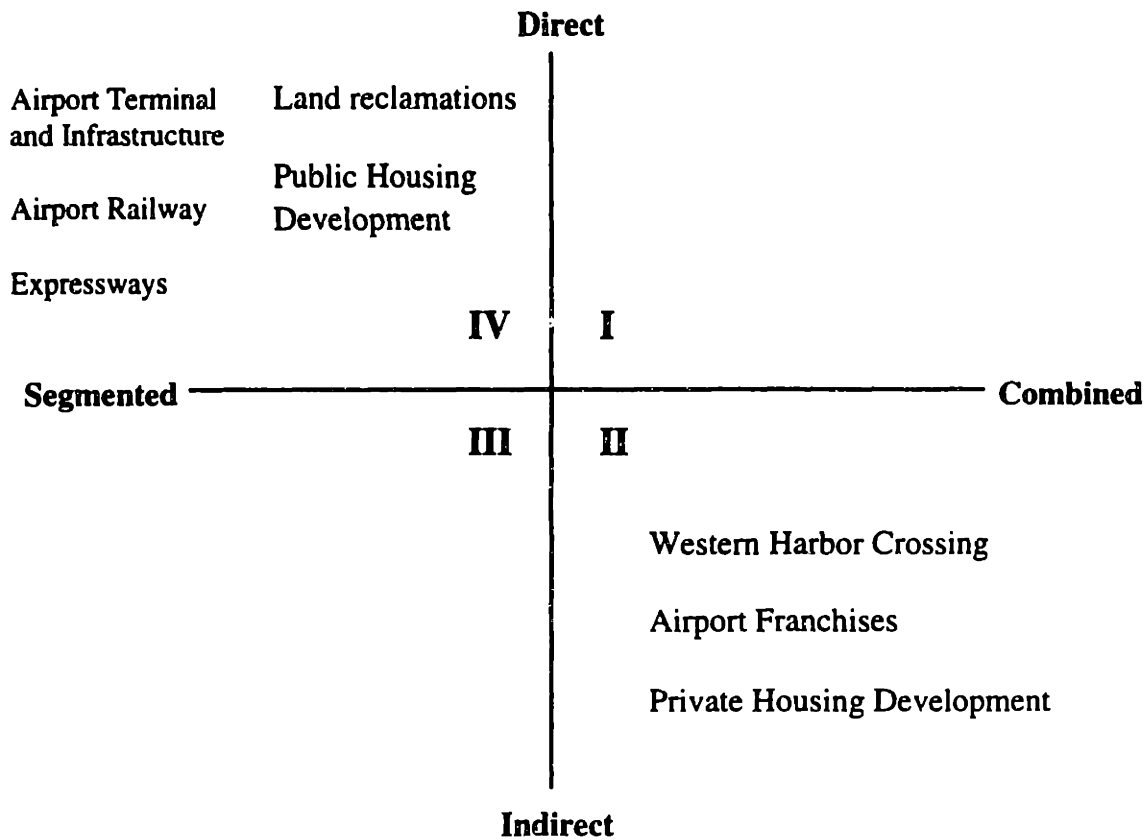 Direct
Airport Terminal
and Infrastructure
Land reclamations
Public Housing
Development
Airport Railway
Expressways
IV
I
Segmented
Combined
III
II
Western Harbor Crossing
Airport Franchises
Private Housing Development
Indirect